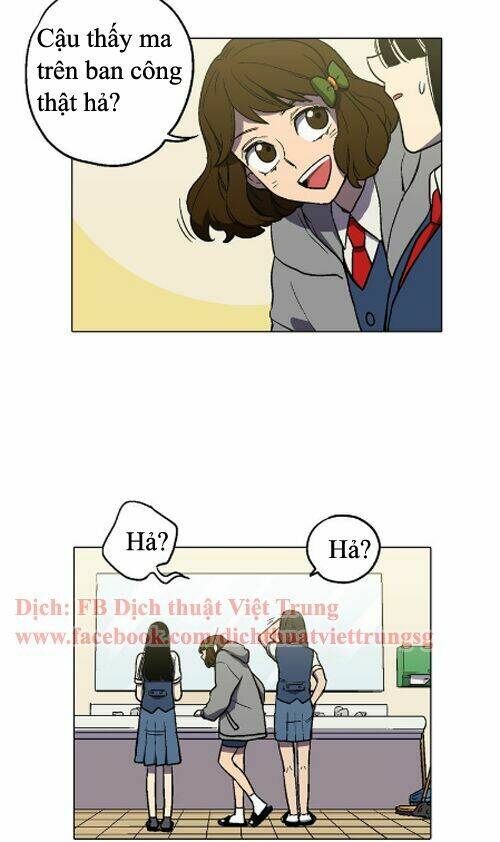 Cậu thấy ma
trên ban công
thật hả?
Hả?
Hả?
Dịch: FB Dịch thuật Việt Trung
www.facebook.com/dichthuatviettrungsg